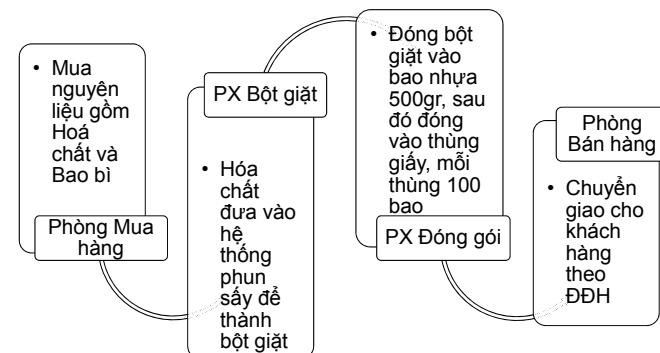 • Mua
nguyên
liệu gồm
Hoá
chất và
Bao bì
Phòng Mua
hàng
PX Bột giặt
• Hóa
chất
đưa vào
hệ
thống
phun
sấy để
thành
bột giặt
• Đóng bột
giặt vào
bao nhựa
500gr, sau
đó đóng
vào thùng
giấy, mỗi
thùng 100
bao
PX Đóng gói
Phòng
Bán hàng
• Chuyển
giao cho
khách
hàng
theo
ĐĐH